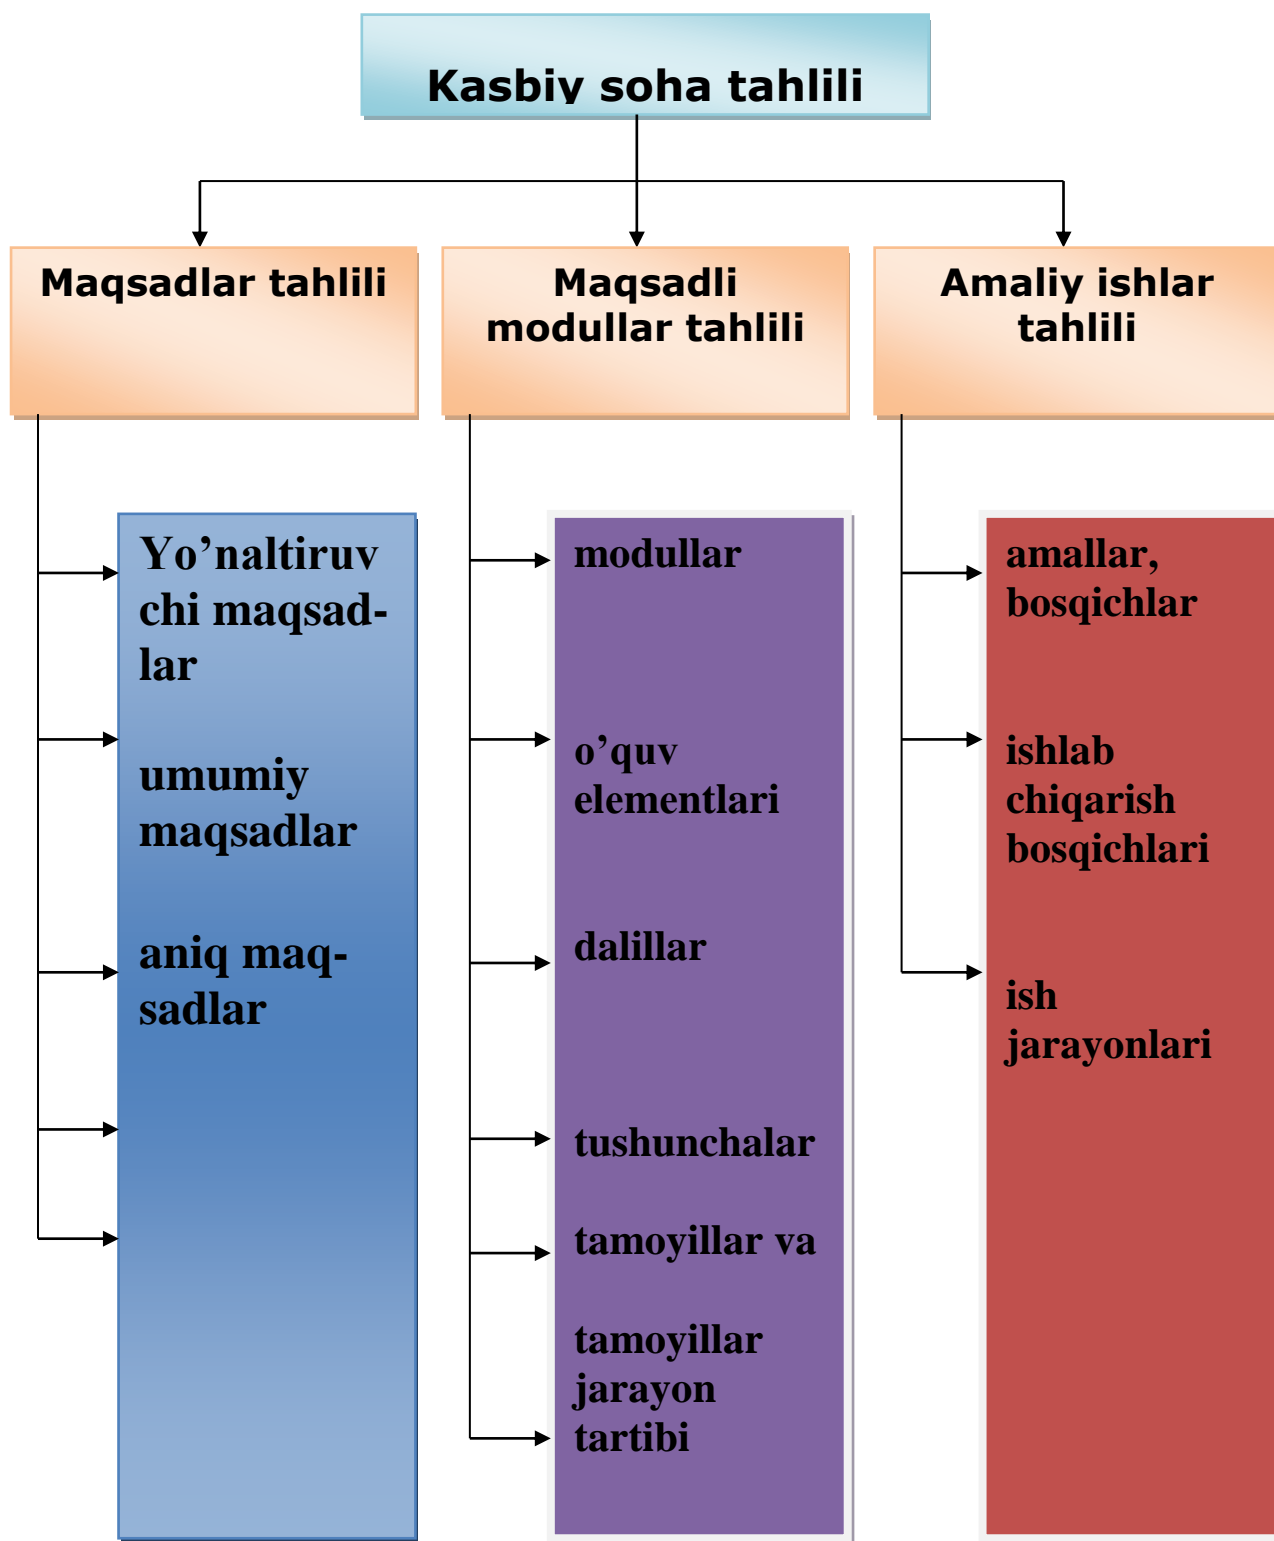 Kasbiy soha tahlili
Maqsadlar tahlili
Maqsadli
modullar tahlili
Amaliy ishlar
tahlili
Yo’naltiruv
chi maqsad-
lar
umumiy
maqsadlar
aniq maq-
sadlar
modullar
o’quv
elementlari
dalillar
tushunchalar
tamoyillar va
tamoyillar
jarayon
tartibi
amallar,
bosqichlar
ishlab
chiqarish
bosqichlari
ish
jarayonlari